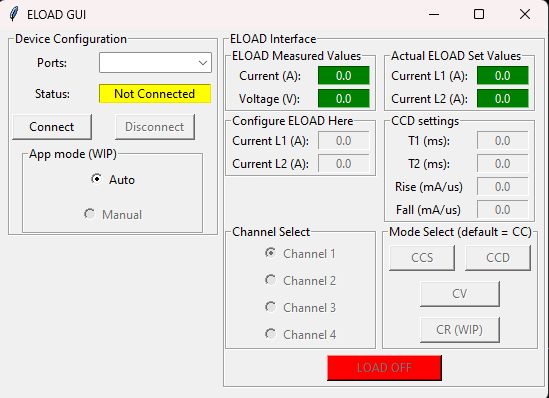 ELOAD GUI
Device Configuration
Ports:
Status: Not Connected
Connect Disconnect
App mode (WIP)
Auto
Manual
ELOAD Interface
ELOAD Measured Values
Current (A): 0.0
Voltage (V): 0.0
Actual ELOAD Set Values
Current L1 (A): 0.0
Current L2 (A): 0.0
Configure ELOAD Here
Current L1 (A): 0.0
Current L2 (A): 0.0
CCD settings
T1 (ms): 0.0
T2 (ms): 0.0
Rise (mA/us) 0.0
Fall (mA/us) 0.0
Channel Select
Channel 1
Channel 2
Channel 3
Channel 4
Mode Select (default = CC)
CCS CCD
CV
CR (WIP)
LOAD OFF